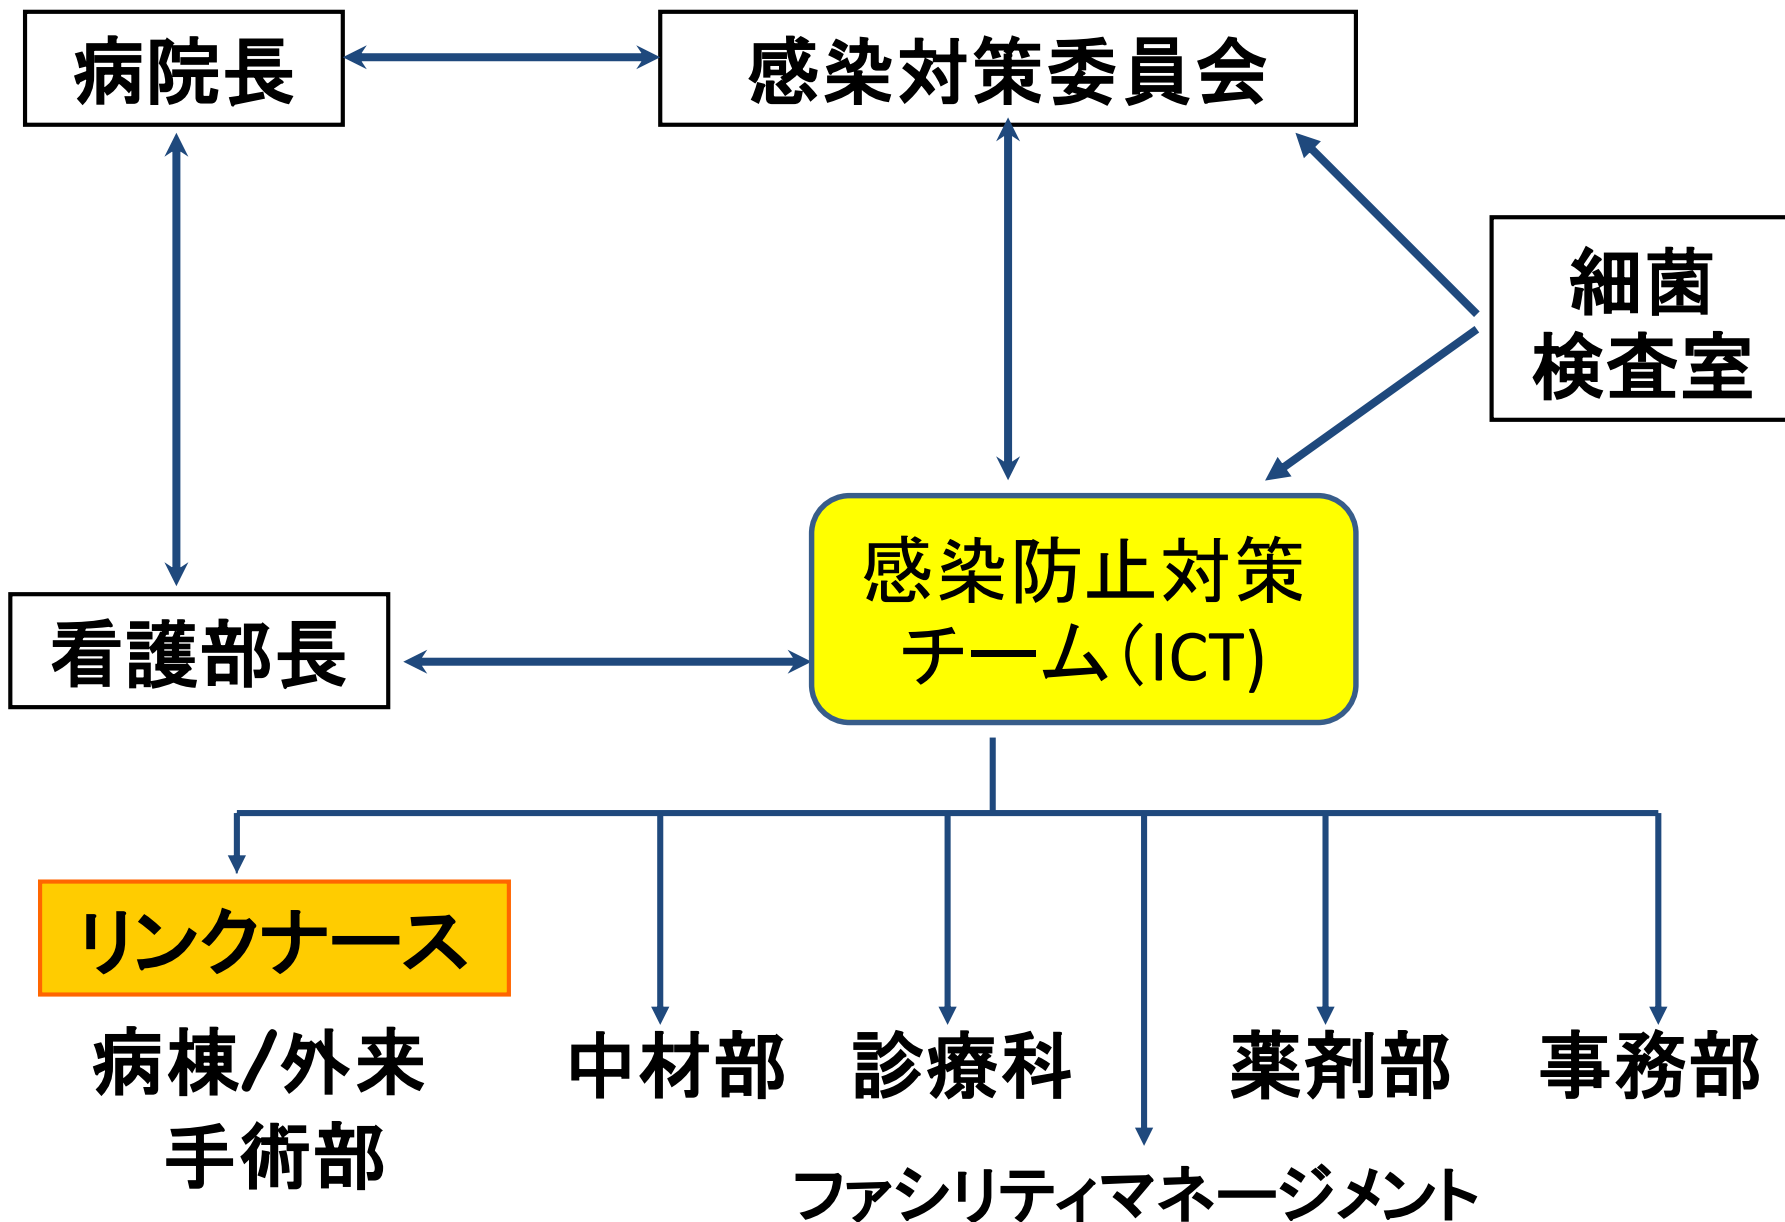 病院長
感染対策委員会
細菌
検査室
感染防止対策
チーム（ICT)
看護部長
リンクナース
病棟/外来
手術部
中材部
診療科
薬剤部
事務部
ファシリティマネージメント